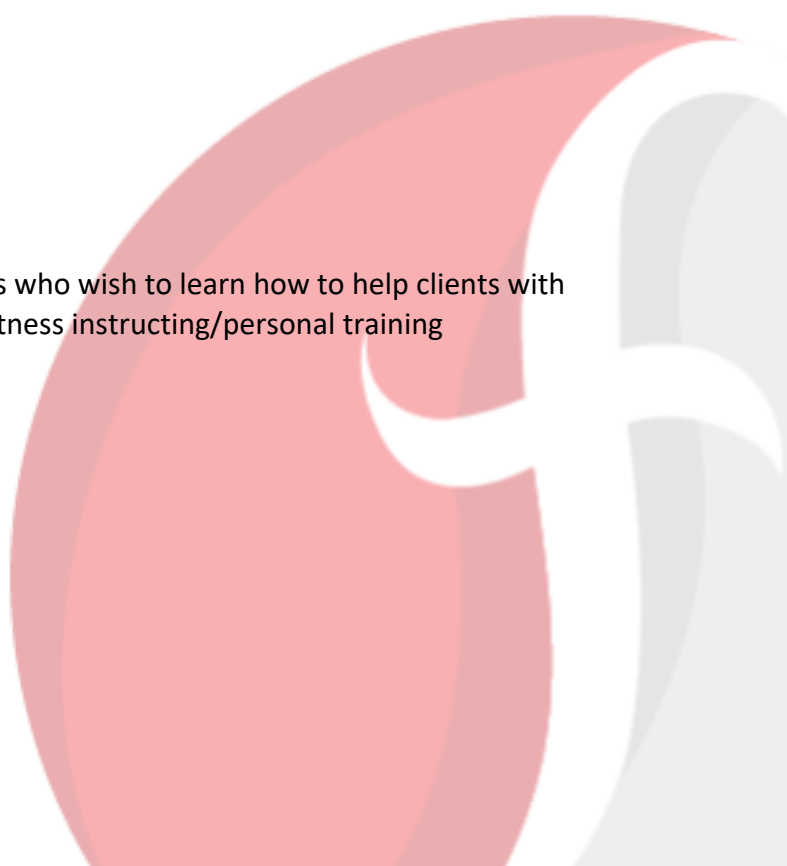 s who wish to learn how to help clients with
tness instructing/personal training